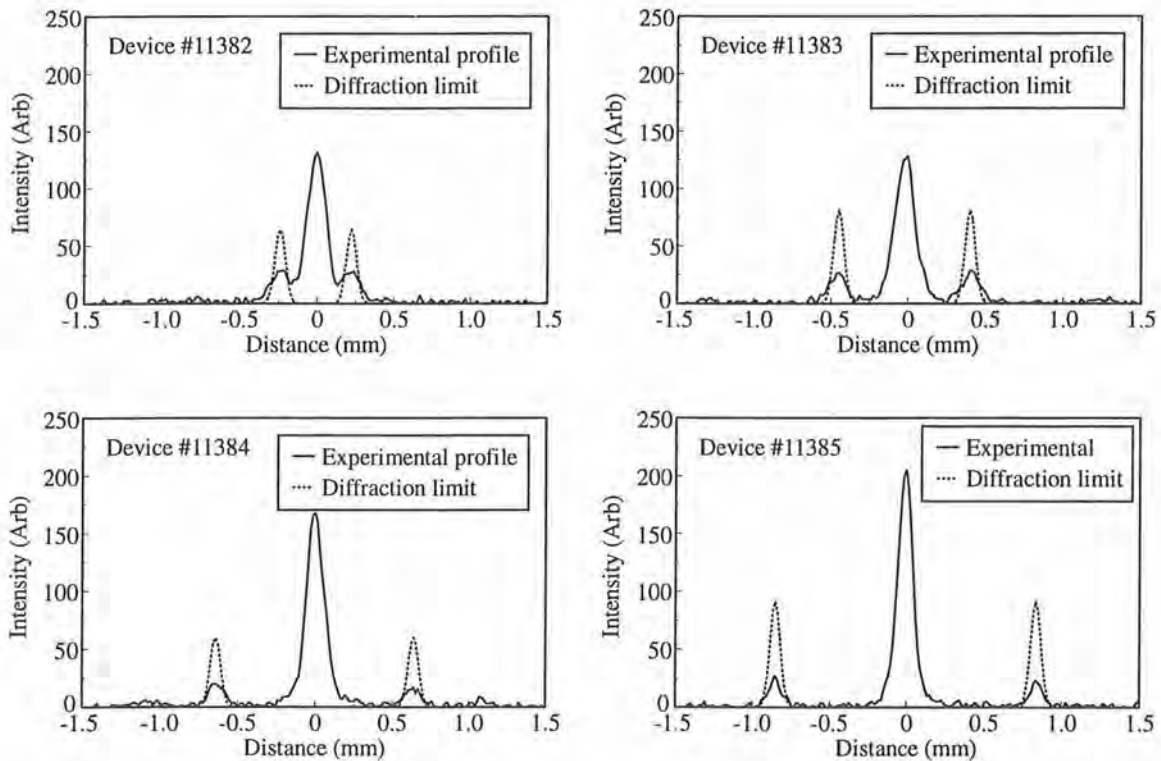 Device #11382
Experimental profile
Diffraction limit
Intensity (Arb)
250
200
150
100
50
0
-1.5 -1.0 -0.5 0 0.5 1.0 1.5
Distance (mm)
Device #11383
Experimental profile
Diffraction limit
Intensity (Arb)
250
200
150
100
50
0
-1.5 -1.0 -0.5 0 0.5 1.0 1.5
Distance (mm)
Device #11384
Experimental profile
Diffraction limit
Intensity (Arb)
250
200
150
100
50
0
-1.5 -1.0 -0.5 0 0.5 1.0 1.5
Distance (mm)
Device #11385
Experimental
Diffraction limit
Intensity (Arb)
250
200
150
100
50
0
-1.5 -1.0 -0.5 0 0.5 1.0 1.5
Distance (mm)